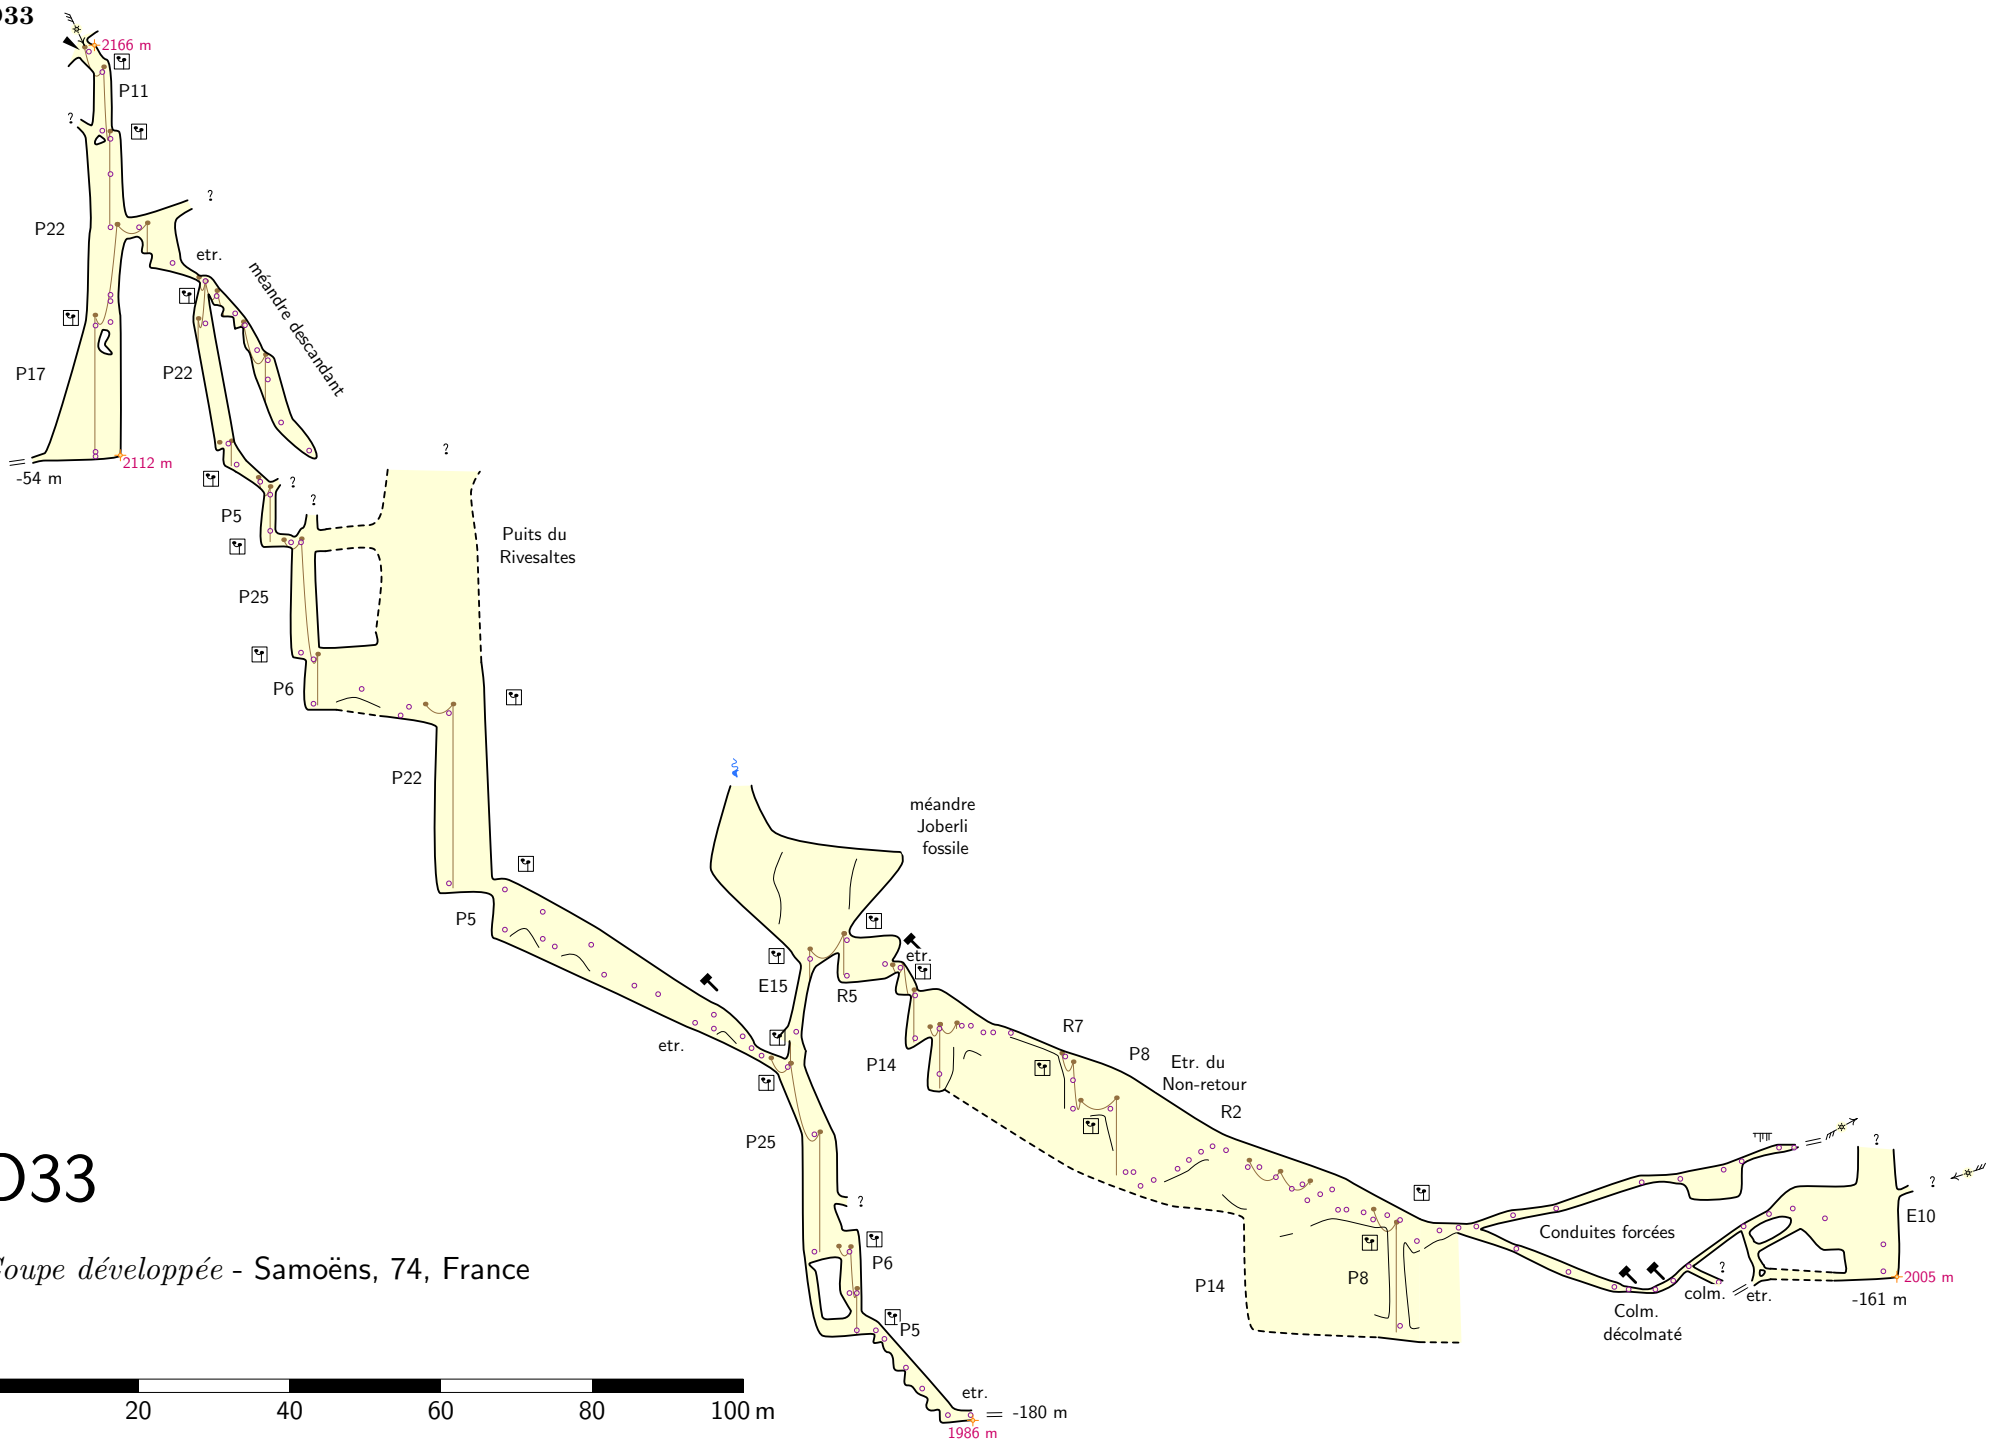 D33
2166 m
P11
?
?
P22
etr.
méandre descandant
P17
P22
2112 m
-54 m
?
?
?
P5
Puits du
Rivesaltes
P25
P6
P22
P5
méandre
Joberli
fossile
etr.
E15
R5
etr.
P14
R7
P8
Etr. du
Non-retour
R2
P25
?
P6
P14
P8
P5
Conduites forcées
?
?
E10
2005 m
-161 m
?
colm.
etr.
Colm.
décolmaté
D33
Coupe développée - Samoëns, 74, France
20
40
60
80
100 m
etr.
-180 m
1986 m